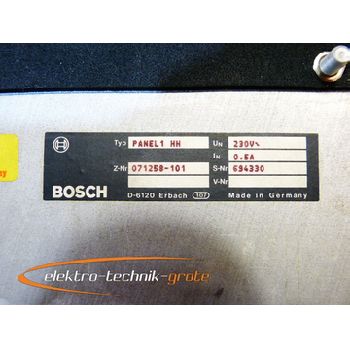 Typ PANEL1 HH UN 230V~
IN 0.6A
Z-Nr 071258-101 S-Nr 694330
V-Nr
BOSCH
D-6120 Erbach Made in Germany
elektro-technik-grote